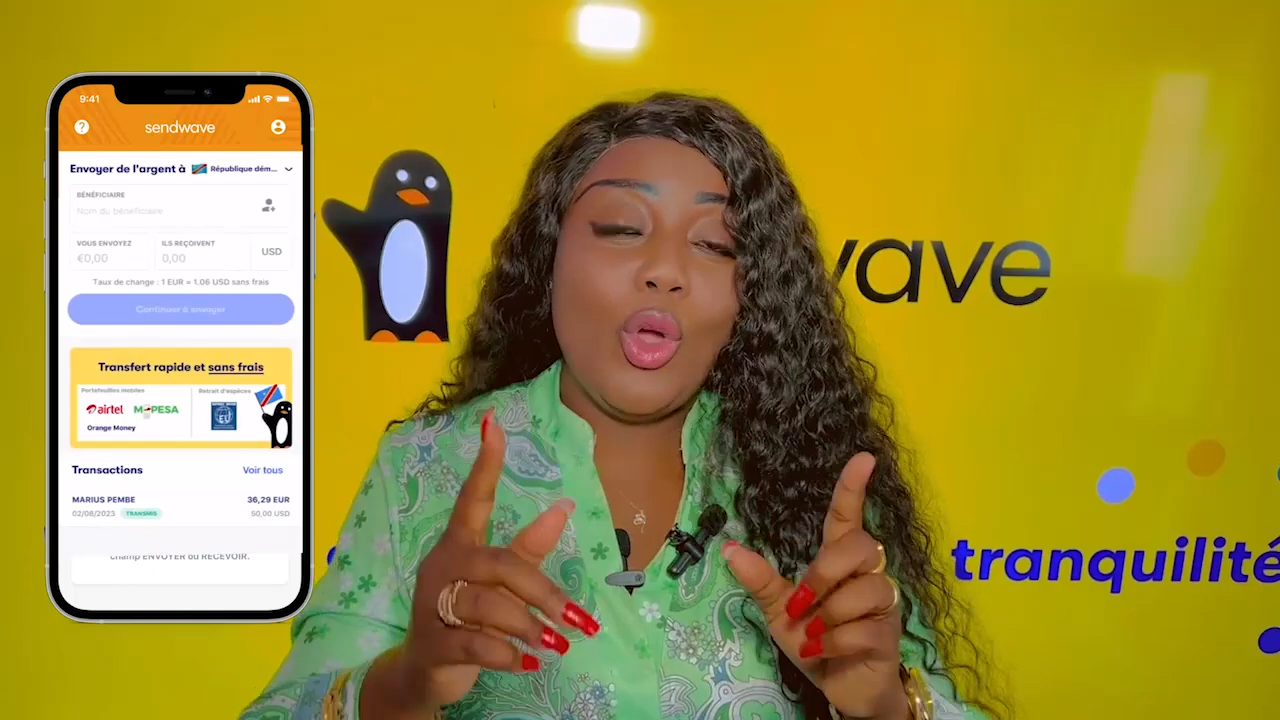 9:41
sendwave
Envoyer de l'argent à République dém...
BÉNÉFICIAIRE
Nom du bénéficiaire
VOUS ENVOYEZ
ILS REÇOIVENT
€0,00
0,00
USD
Taux de change : 1 EUR = 1.06 USD sans frais
Continuer à envoyer
Transfert rapide et sans frais
Portefeuilles mobiles
Retrait d'espèces
airtel
M-PESA
Orange Money
Transactions
Voir tous
MARIUS PEMBE
36,29 EUR
02/08/2023
TRANSMIS
50,00 USD
champ ENVOYER ou RECEVOIR.
wave
tranquilité